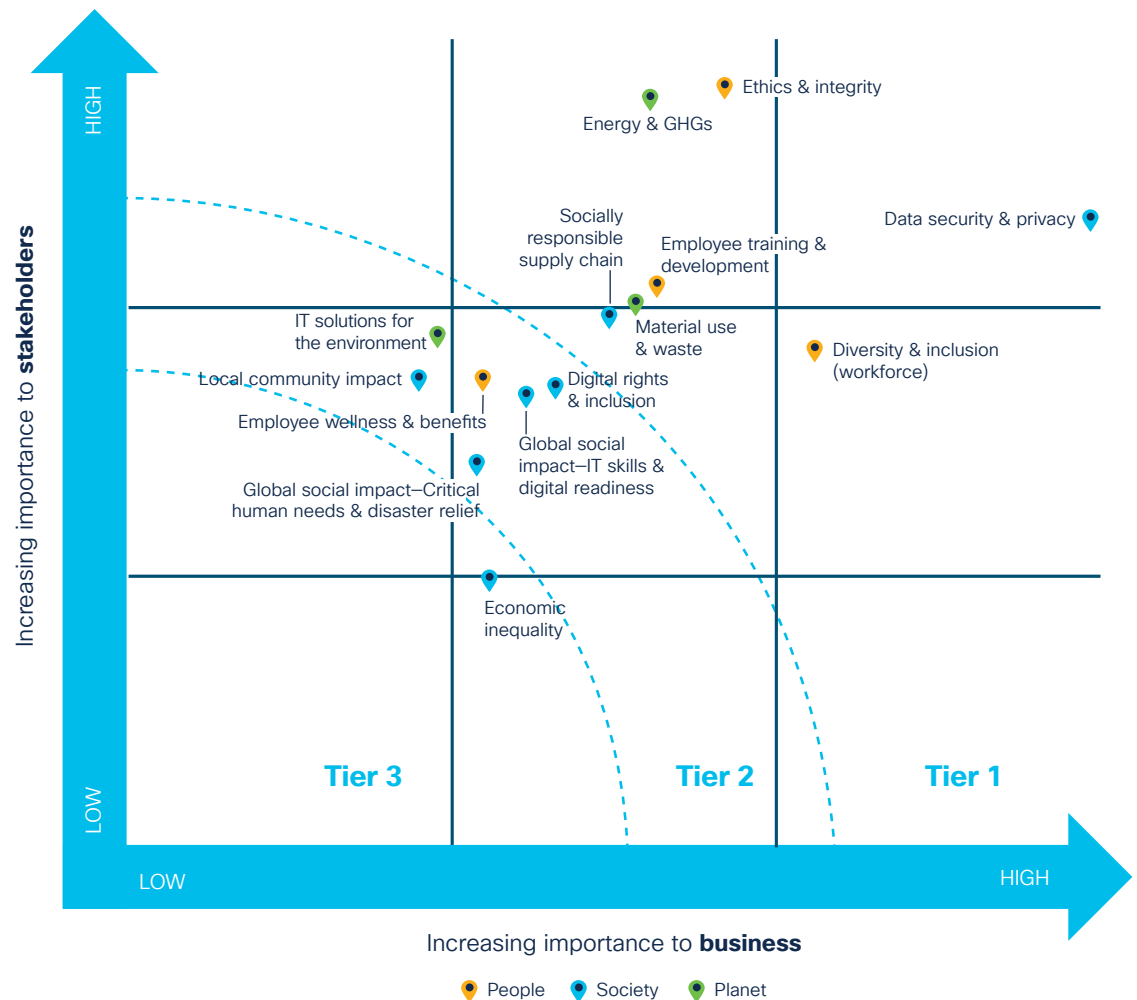 HIGH
Ethics & integrity
Energy & GHGs
Socially
responsible
supply chain
Data security & privacy
Employee training &
development
IT solutions for
the environment
Material use
& waste
Diversity & inclusion
(workforce)
Local community impact
Digital rights
& inclusion
Employee wellness & benefits
Global social
impact–IT skills &
digital readiness
Global social impact–Critical
human needs & disaster relief
Economic
inequality
Increasing importance to stakeholders
Tier 3
Tier 2
Tier 1
LOW
LOW
HIGH
Increasing importance to business
People
Society
Planet